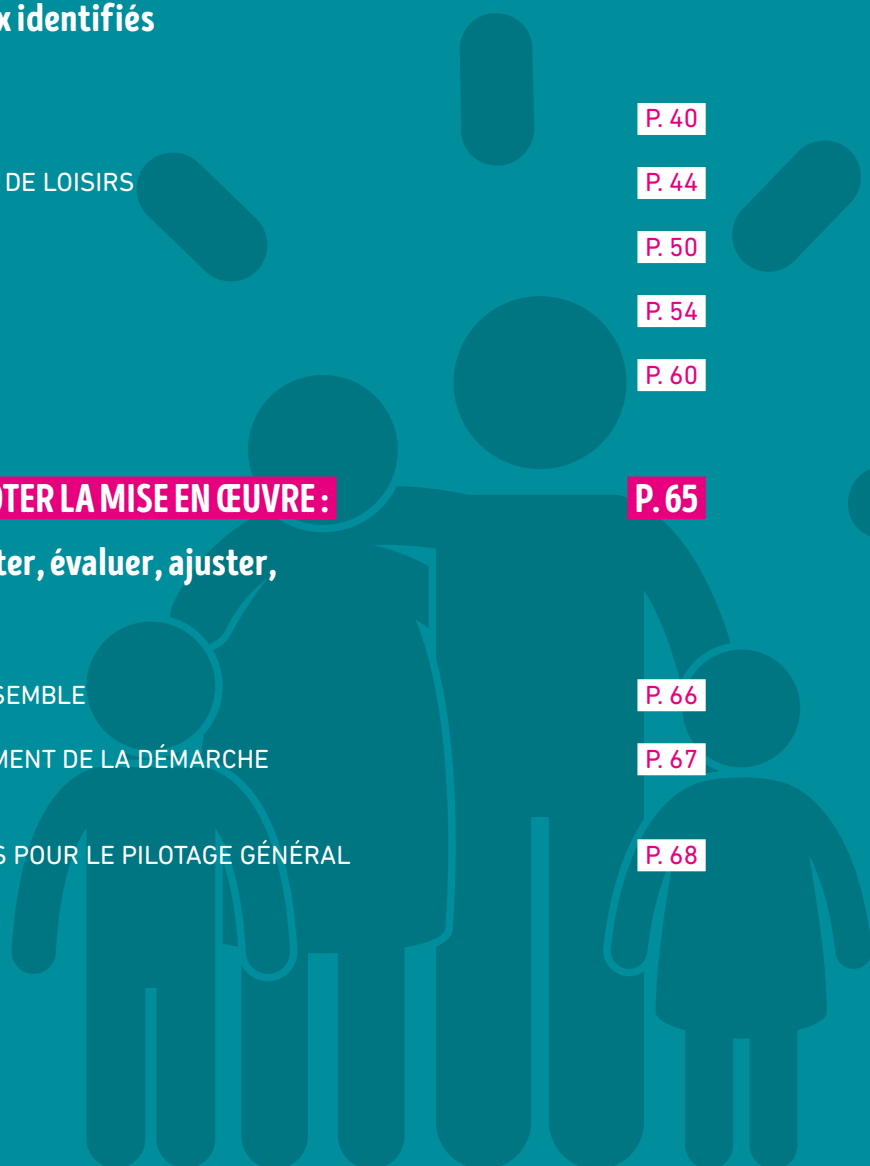 x identifiés
P. 40
DE LOISIRS P. 44
P. 50
P. 54
P. 60
OTER LA MISE EN ŒUVRE : P. 65
ter, évaluer, ajuster,
SEMBLE P. 66
MENT DE LA DÉMARCHE P. 67
S POUR LE PILOTAGE GÉNÉRAL P. 68